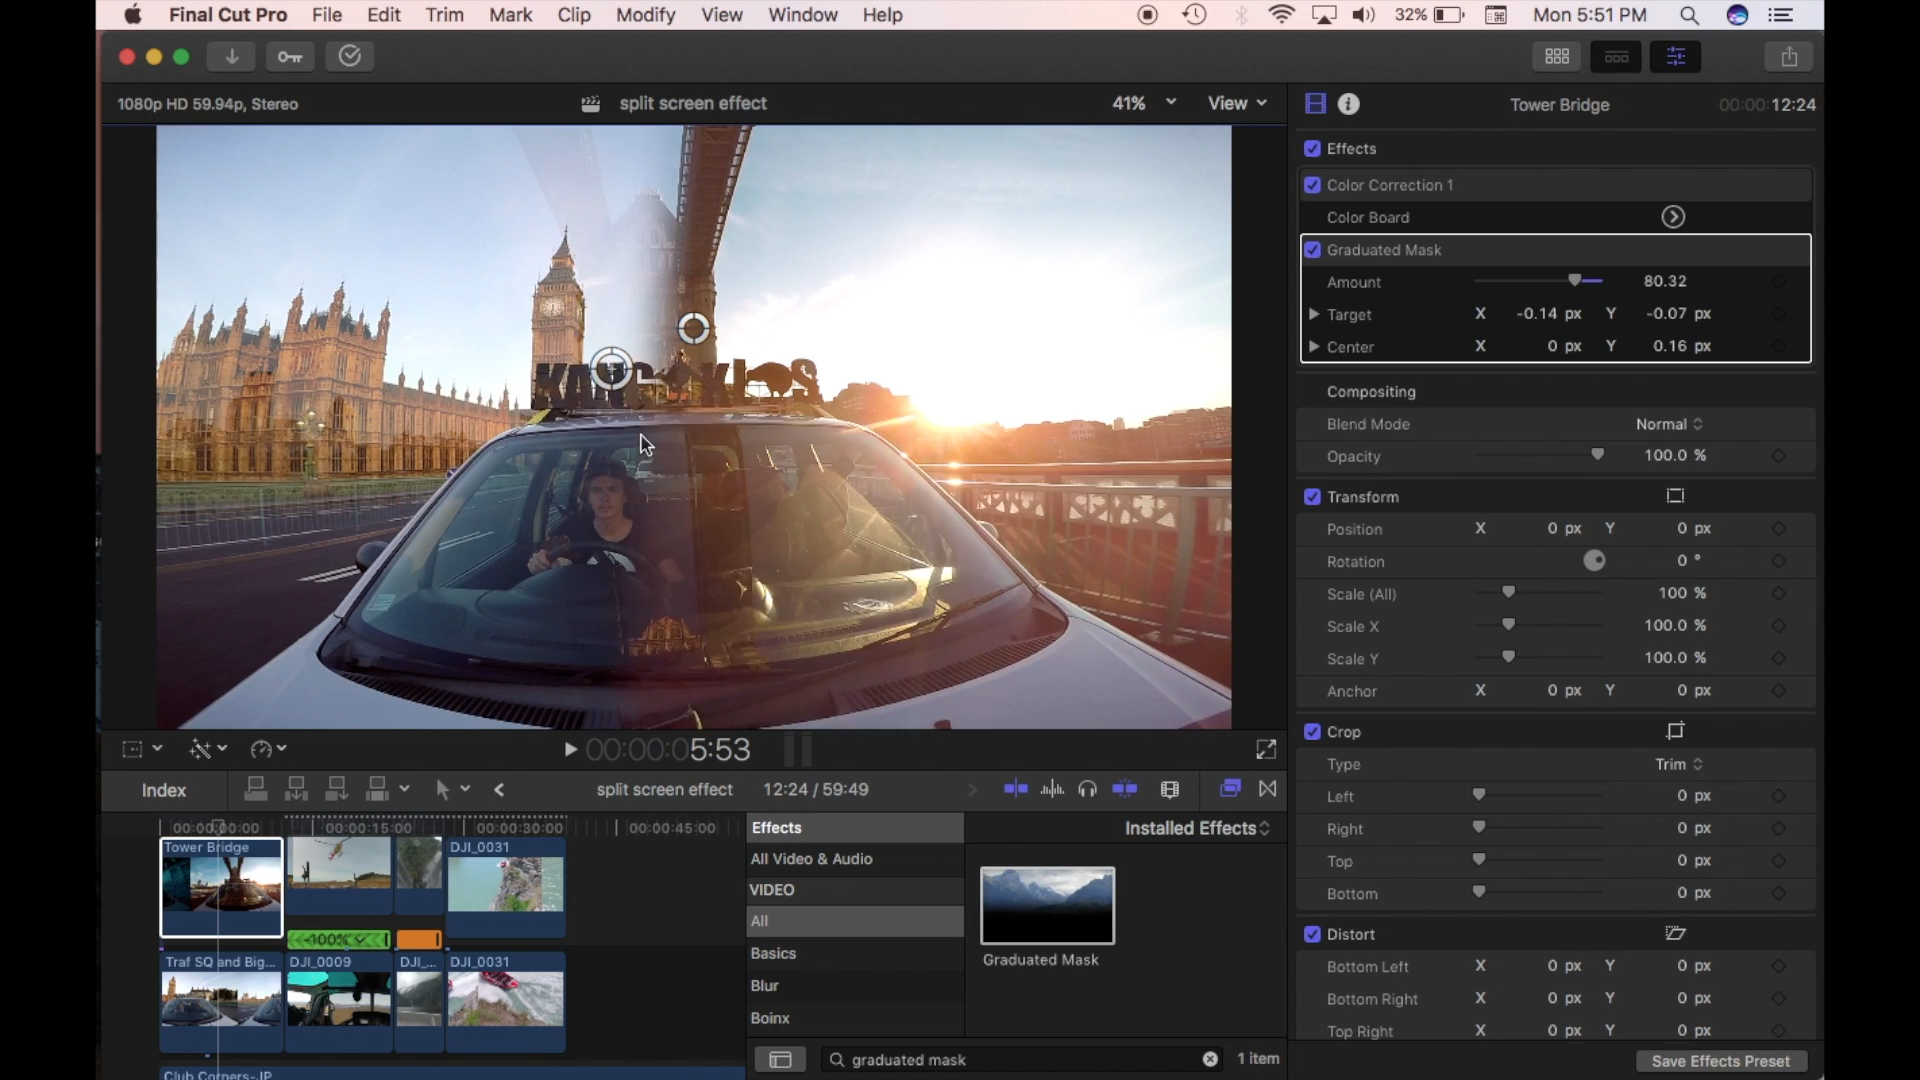 Final Cut Pro File Edit Trim Mark Clip Modify View Window Help 32% Mon 5:51 PM
1080p HD 59.94p, Stereo split screen effect 41% View Tower Bridge 00:00:12:24
Effects
Color Correction 1
Color Board
Graduated Mask
Amount 80.32
Target X -0.14 px Y -0.07 px
Center X 0 px Y 0.16 px
Compositing
Blend Mode Normal
Opacity 100.0 %
Transform
Position X 0 px Y 0 px
Rotation 0 °
Scale (All) 100 %
Scale X 100.0 %
Scale Y 100.0 %
Anchor X 0 px Y 0 px
Crop
Type Trim
Left 0 px
Right 0 px
Top 0 px
Bottom 0 px
Distort
Bottom Left X 0 px Y 0 px
Bottom Right X 0 px Y 0 px
Top Right X 0 px Y 0 px
Save Effects Preset
00:00:05:53
Index split screen effect 12:24 / 59:49
00:00:00:00 00:00:15:00 00:00:30:00 00:00:45:00
Tower Bridge DJI_0031
-100%
Traf SQ and Big... DJI_0009 DJI_... DJI_0031
Club Corners-JP
Effects Installed Effects
All Video & Audio
VIDEO
All
Basics
Blur
Boinx
Graduated Mask
graduated mask 1 item